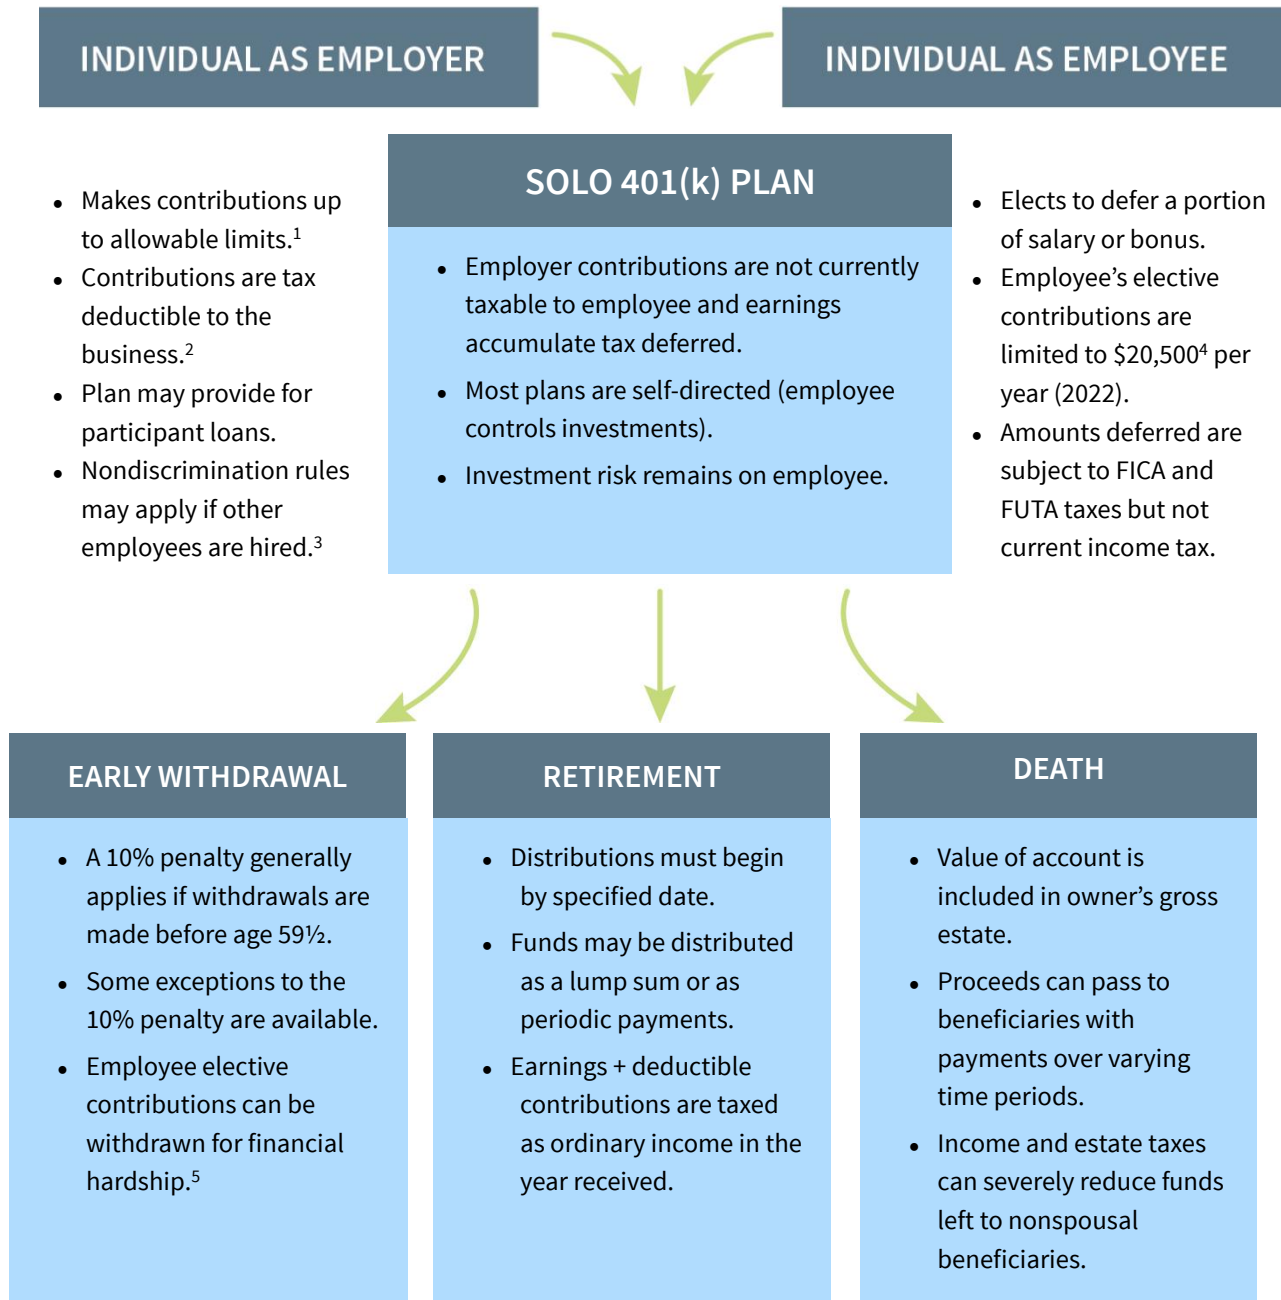 INDIVIDUAL AS EMPLOYER
INDIVIDUAL AS EMPLOYEE
• Makes contributions up
to allowable limits.¹
• Contributions are tax
deductible to the
business.²
• Plan may provide for
participant loans.
• Nondiscrimination rules
may apply if other
employees are hired.³
SOLO 401(k) PLAN
• Employer contributions are not currently
taxable to employee and earnings
accumulate tax deferred.
• Most plans are self-directed (employee
controls investments).
• Investment risk remains on employee.
• Elects to defer a portion
of salary or bonus.
• Employee’s elective
contributions are
limited to $20,500⁴ per
year (2022).
• Amounts deferred are
subject to FICA and
FUTA taxes but not
current income tax.
EARLY WITHDRAWAL
• A 10% penalty generally
applies if withdrawals are
made before age 59½.
• Some exceptions to the
10% penalty are available.
• Employee elective
contributions can be
withdrawn for financial
hardship.⁵
RETIREMENT
• Distributions must begin
by specified date.
• Funds may be distributed
as a lump sum or as
periodic payments.
• Earnings + deductible
contributions are taxed
as ordinary income in the
year received.
DEATH
• Value of account is
included in owner’s gross
estate.
• Proceeds can pass to
beneficiaries with
payments over varying
time periods.
• Income and estate taxes
can severely reduce funds
left to nonspousal
beneficiaries.